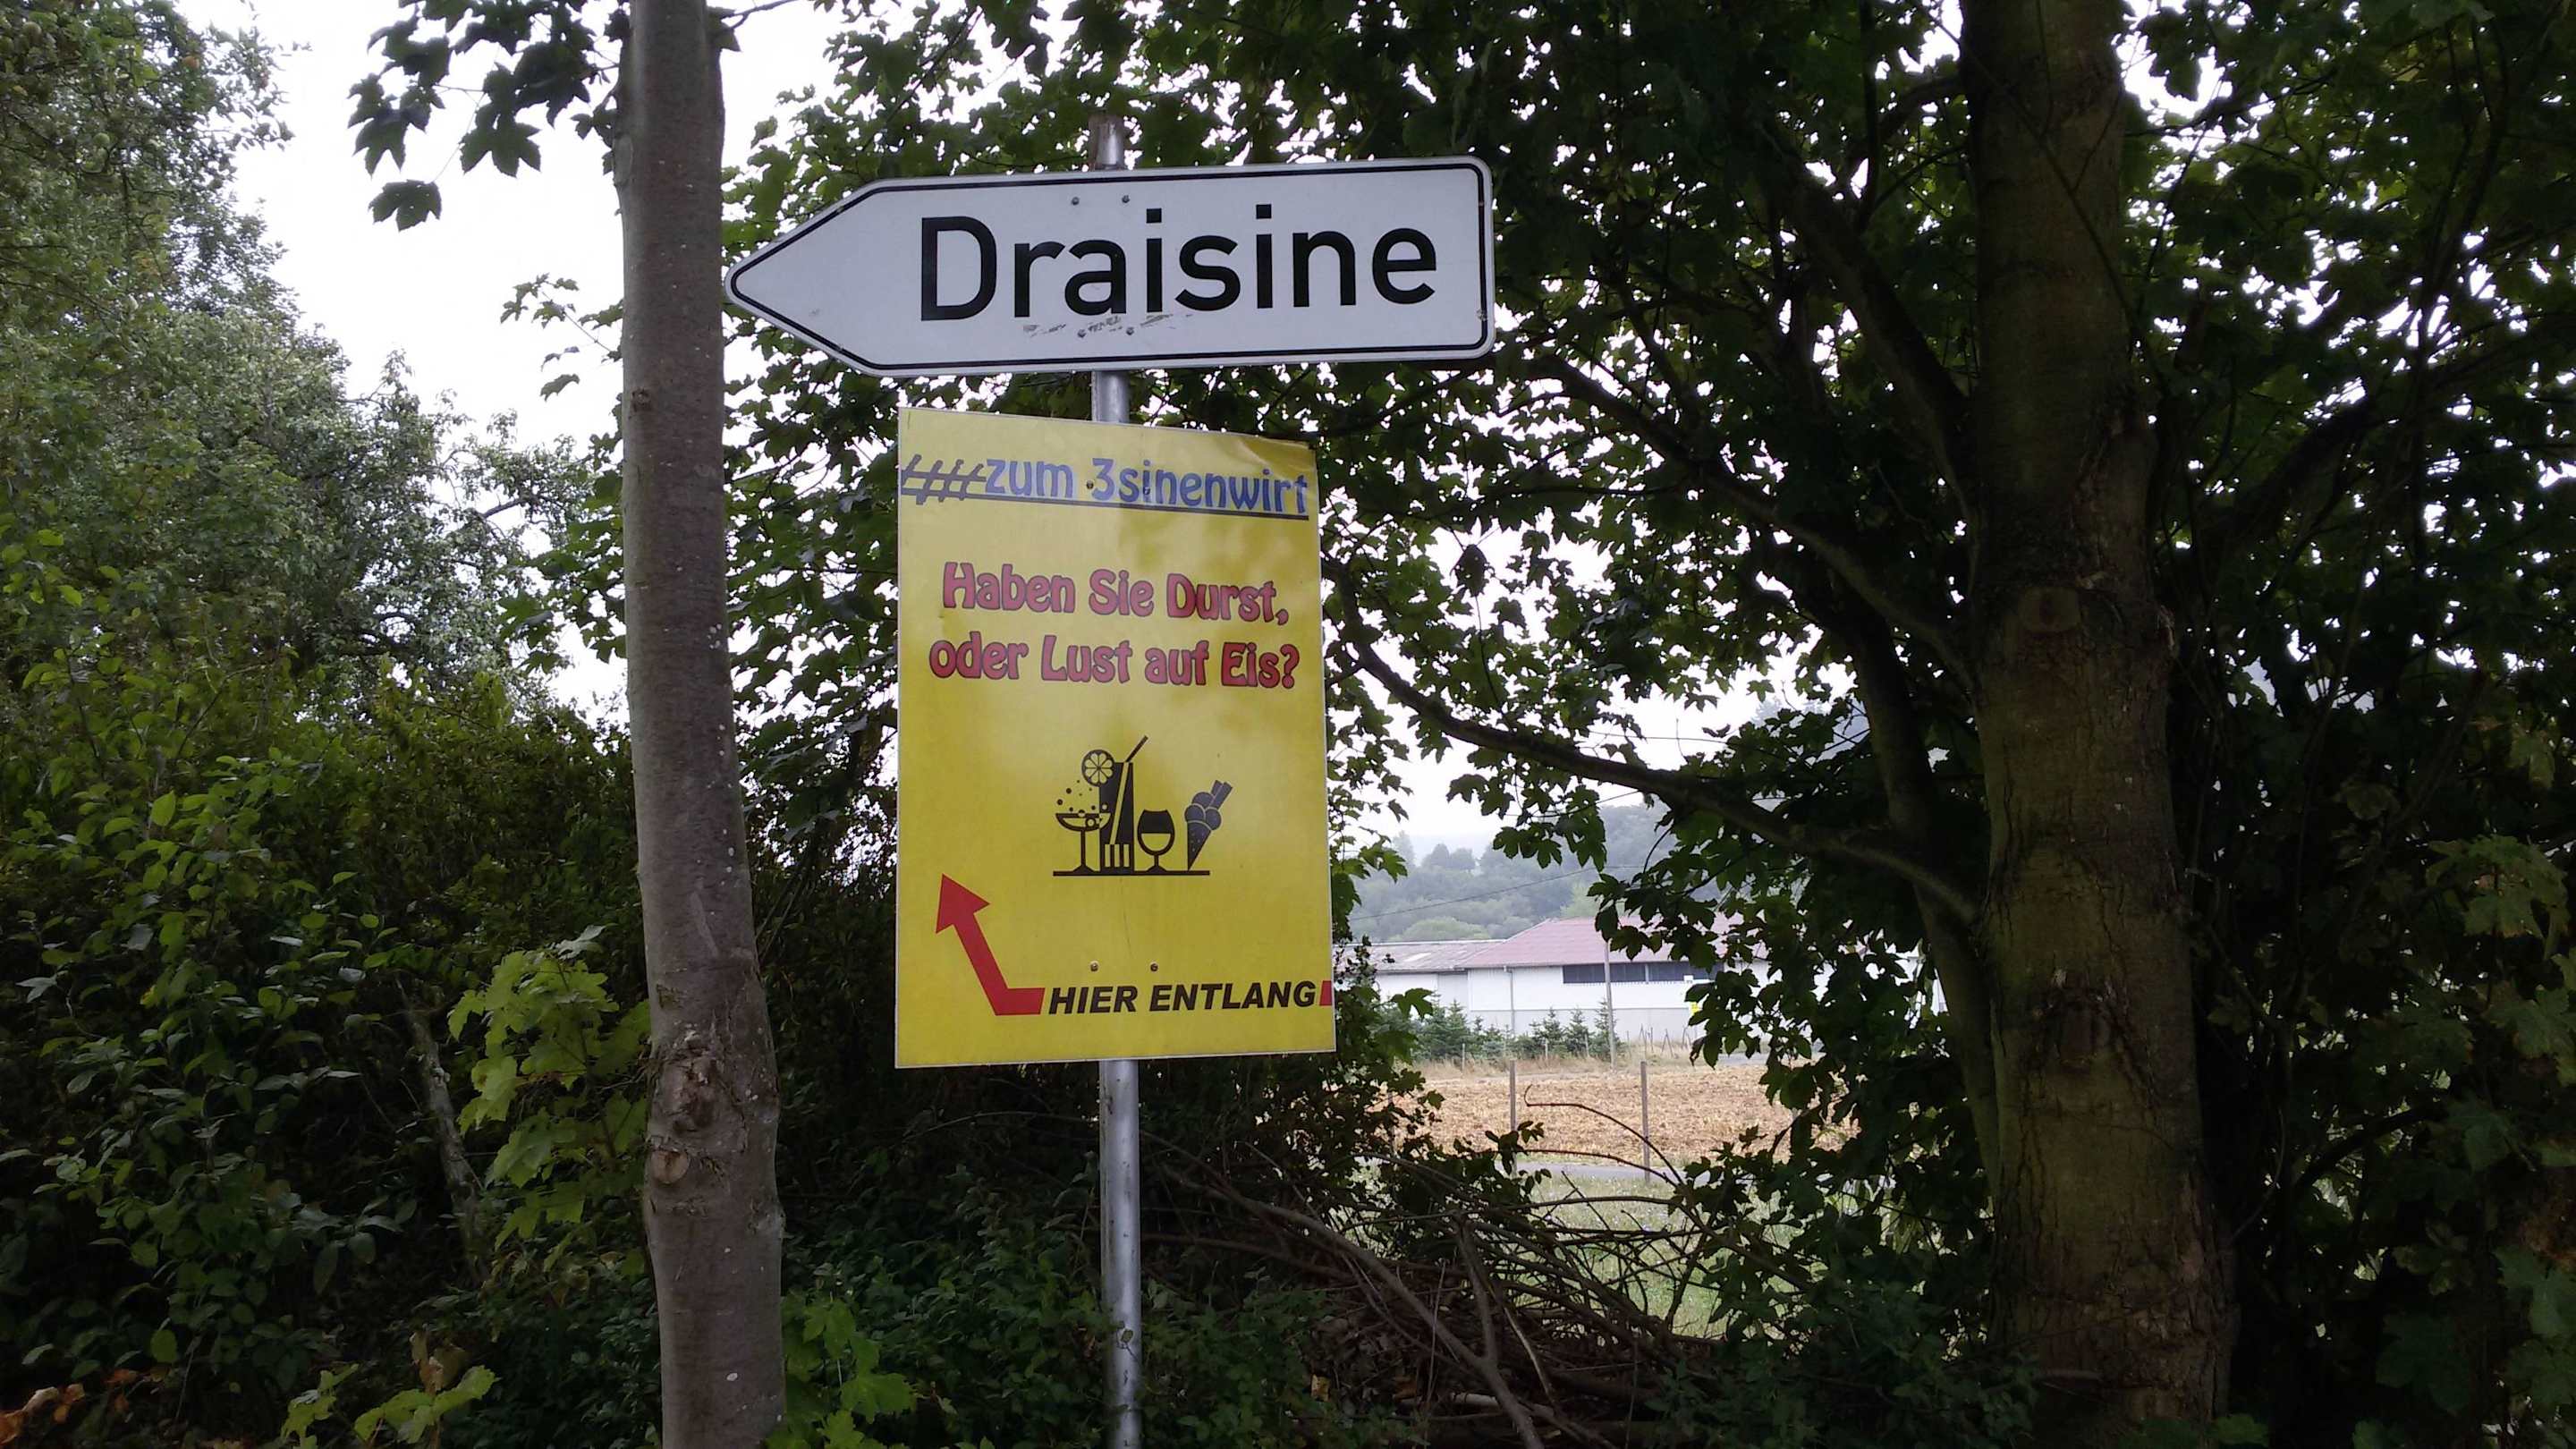 Draisine
zum 3sinenwirt
Haben Sie Durst,
oder Lust auf Eis?
HIER ENTLANG